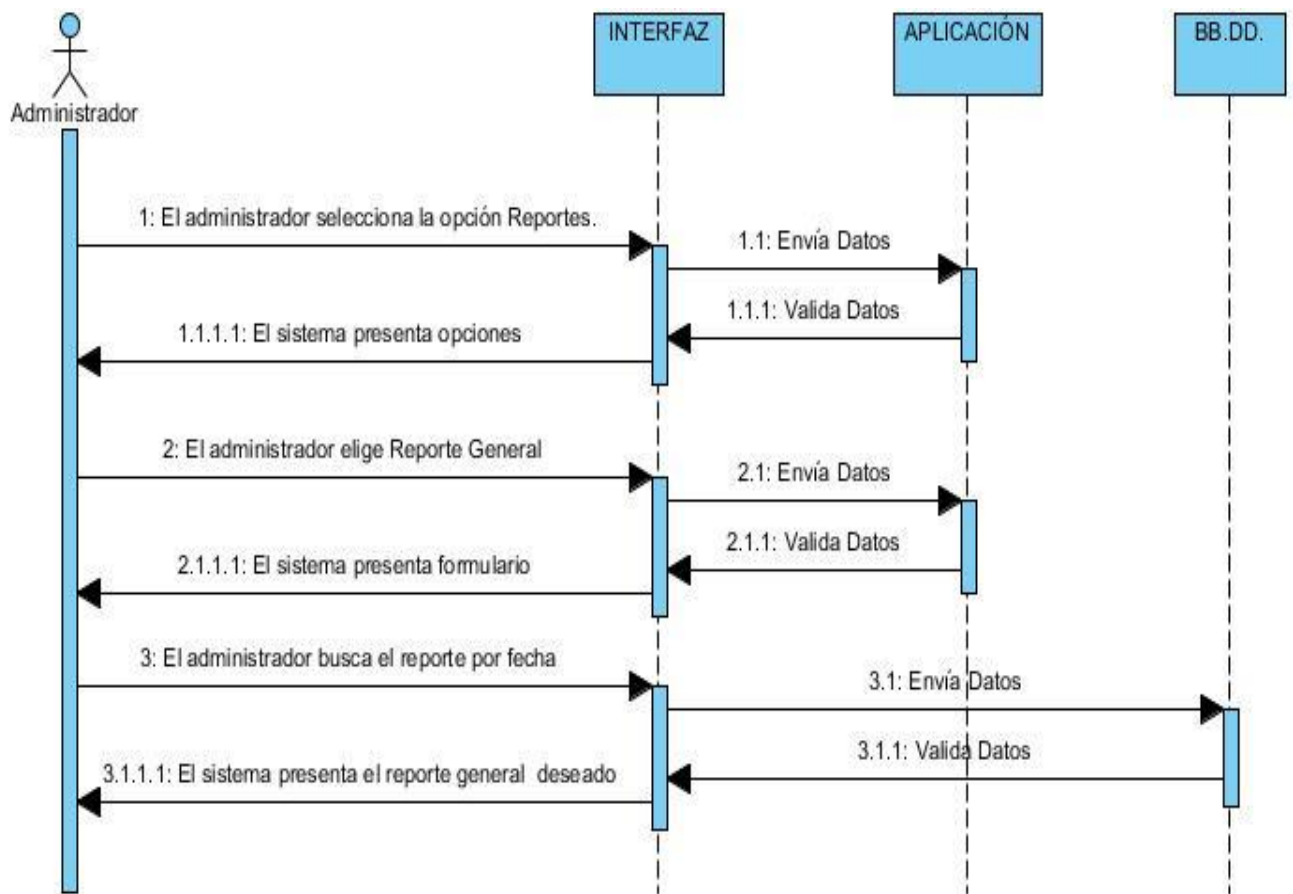 INTERFAZ
APLICACIÓN
BB.DD.
Administrador
1: El administrador selecciona la opción Reportes.
1.1: Envía Datos
1.1.1: Valida Datos
1.1.1.1: El sistema presenta opciones
2: El administrador elige Reporte General
2.1: Envía Datos
2.1.1: Valida Datos
2.1.1.1: El sistema presenta formulario
3: El administrador busca el reporte por fecha
3.1: Envía Datos
3.1.1: Valida Datos
3.1.1.1: El sistema presenta el reporte general deseado